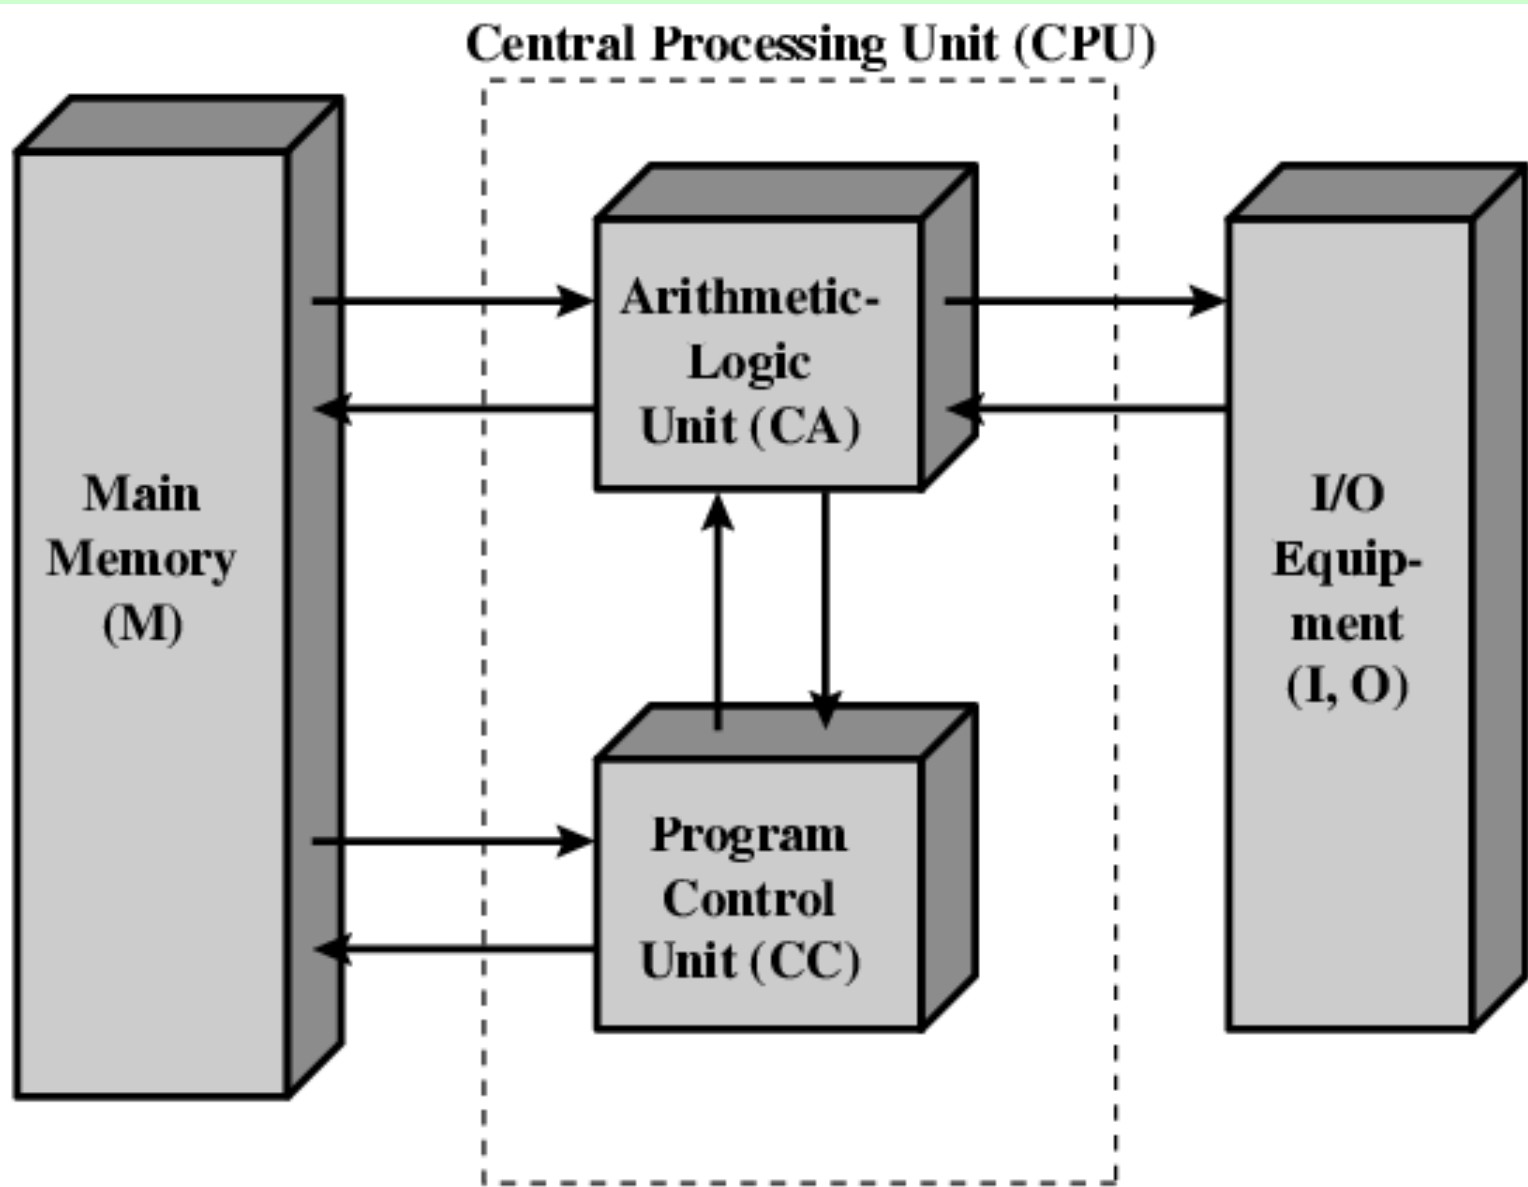 Central Processing Unit (CPU)
Main
Memory
(M)
Arithmetic-
Logic
Unit (CA)
Program
Control
Unit (CC)
I/O
Equip-
ment
(I, O)